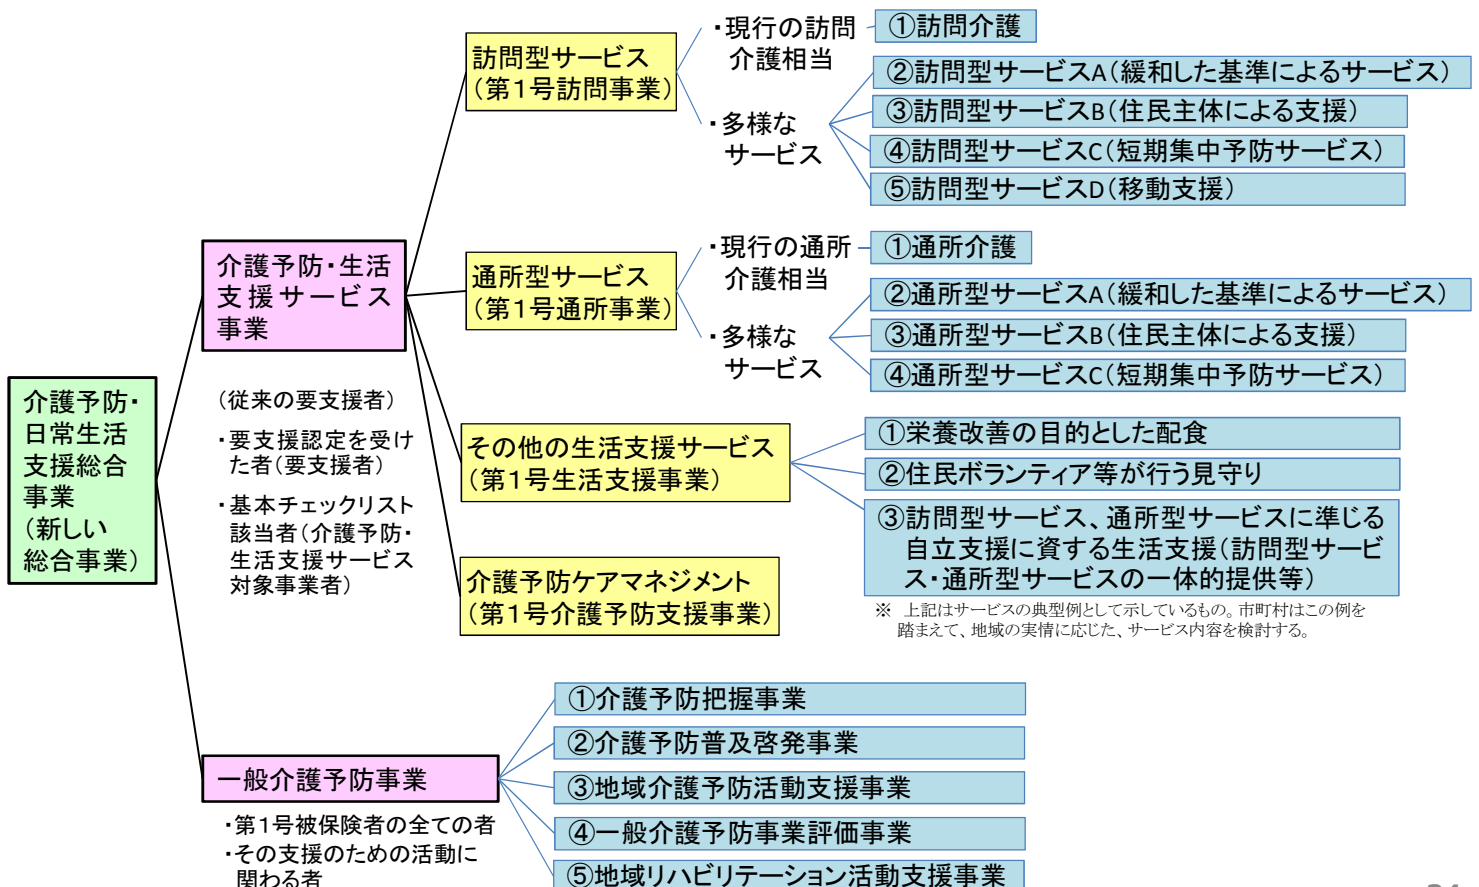 介護予防・
日常生活
支援総合
事業
（新しい
総合事業）
介護予防・生活
支援サービス
事業
（従来の要支援者）
・要支援認定を受け
た者（要支援者）
・基本チェックリスト
該当者（介護予防・
生活支援サービス
対象事業者）
訪問型サービス
（第１号訪問事業）
・現行の訪問
介護相当
①訪問介護
・多様な
サービス
②訪問型サービスA（緩和した基準によるサービス）
③訪問型サービスB（住民主体による支援）
④訪問型サービスC（短期集中予防サービス）
⑤訪問型サービスD（移動支援）
通所型サービス
（第１号通所事業）
・現行の通所
介護相当
①通所介護
・多様な
サービス
②通所型サービスA（緩和した基準によるサービス）
③通所型サービスB（住民主体による支援）
④通所型サービスC（短期集中予防サービス）
その他の生活支援サービス
（第１号生活支援事業）
①栄養改善の目的とした配食
②住民ボランティア等が行う見守り
③訪問型サービス、通所型サービスに準じる
自立支援に資する生活支援（訪問型サービ
ス・通所型サービスの一体的提供等）
※　上記はサービスの典型例として示しているもの。市町村はこの例を
踏まえて、地域の実情に応じた、サービス内容を検討する。
介護予防ケアマネジメント
（第１号介護予防支援事業）
一般介護予防事業
・第１号被保険者の全ての者
・その支援のための活動に
関わる者
①介護予防把握事業
②介護予防普及啓発事業
③地域介護予防活動支援事業
④一般介護予防事業評価事業
⑤地域リハビリテーション活動支援事業